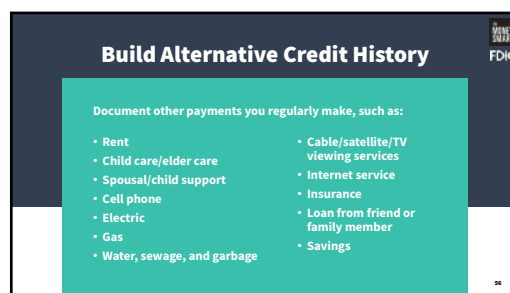 MONEY
SMART
FDIC
Build Alternative Credit History
Document other payments you regularly make, such as:
• Rent
• Child care/elder care
• Spousal/child support
• Cell phone
• Electric
• Gas
• Water, sewage, and garbage
• Cable/satellite/TV
viewing services
• Internet service
• Insurance
• Loan from friend or
family member
• Savings
56